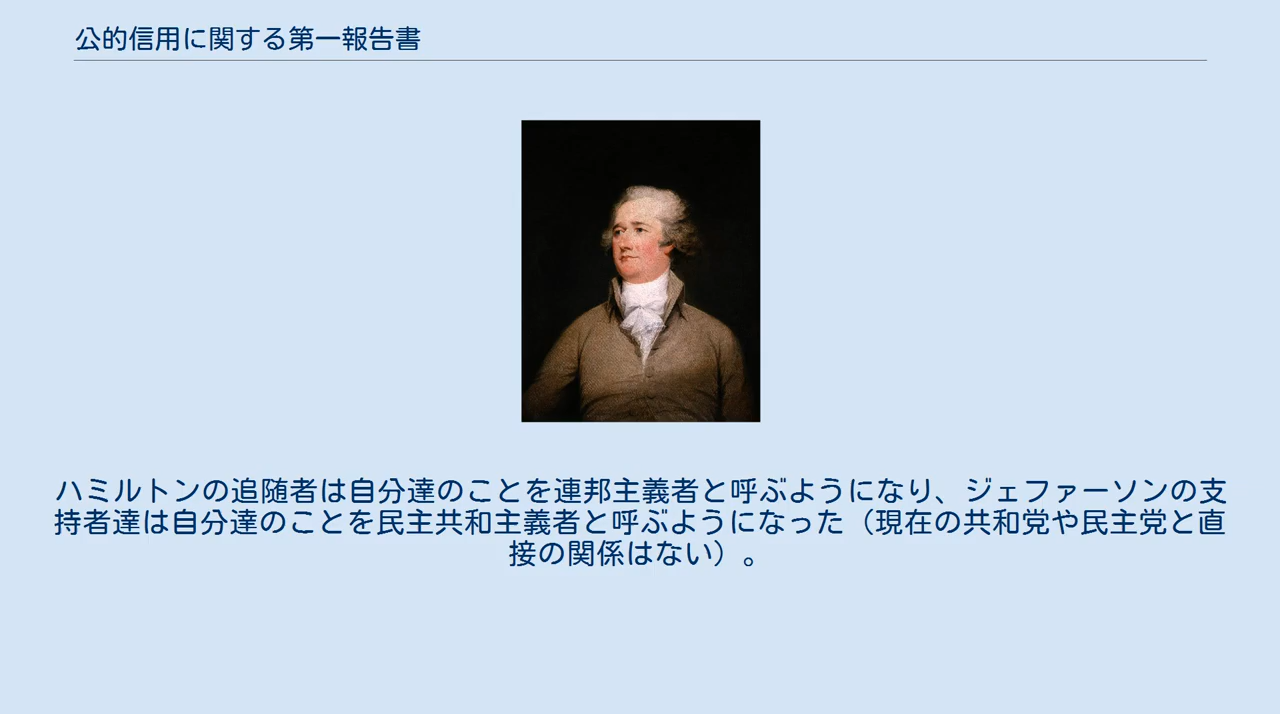 公的信用に関する第一報告書
ハミルトンの追随者は自分達のことを連邦主義者と呼ぶようになり、ジェファーソンの支
持者達は自分達のことを民主共和主義者と呼ぶようになった（現在の共和党や民主党と直
接の関係はない）。